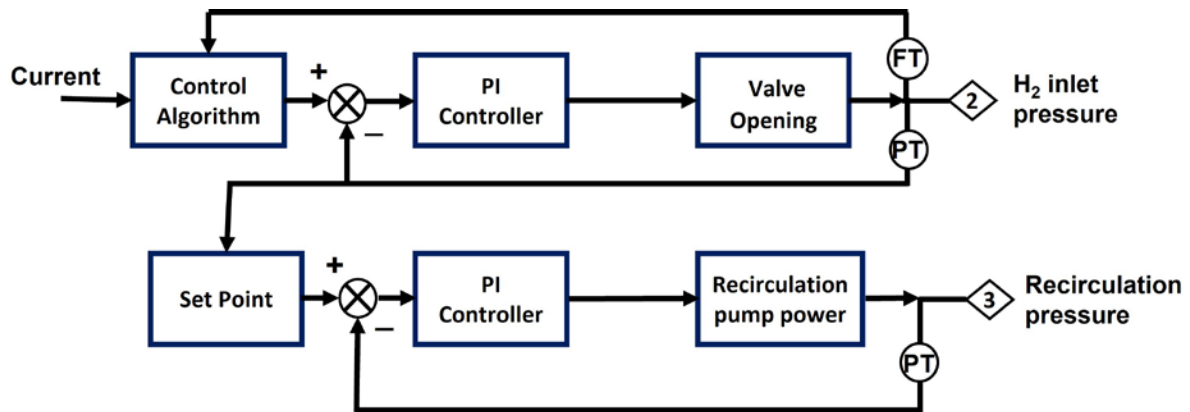 FT
Current
Control
Algorithm
+
PI
Controller
Valve
Opening
2
H₂ inlet
pressure
–
PT
Set Point
+
PI
Controller
Recirculation
pump power
3
Recirculation
pressure
–
PT